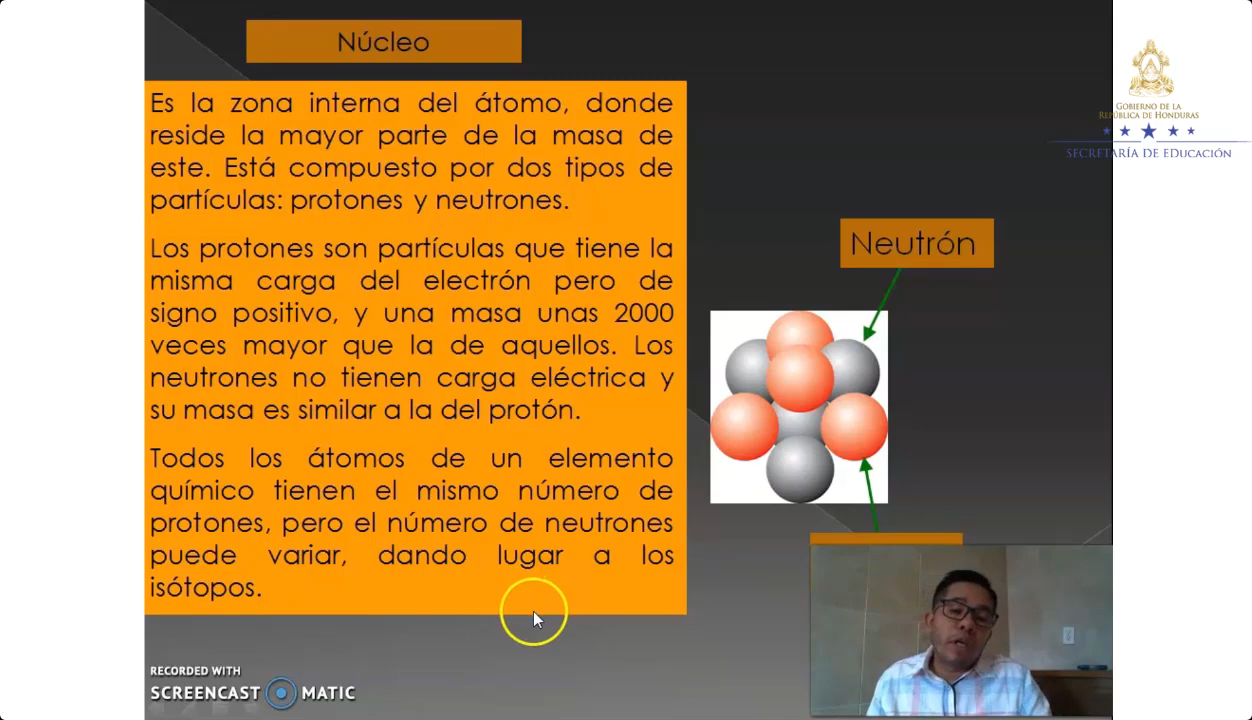 Núcleo
Es la zona interna del átomo, donde
reside la mayor parte de la masa de
este. Está compuesto por dos tipos de
partículas: protones y neutrones.
Los protones son partículas que tiene la
misma carga del electrón pero de
signo positivo, y una masa unas 2000
veces mayor que la de aquellos. Los
neutrones no tienen carga eléctrica y
su masa es similar a la del protón.
Todos los átomos de un elemento
químico tienen el mismo número de
protones, pero el número de neutrones
puede variar, dando lugar a los
isótopos.
Neutrón
GOBIERNO DE LA
REPÚBLICA DE HONDURAS
SECRETARÍA DE EDUCACIÓN
RECORDED WITH
SCREENCAST MATIC